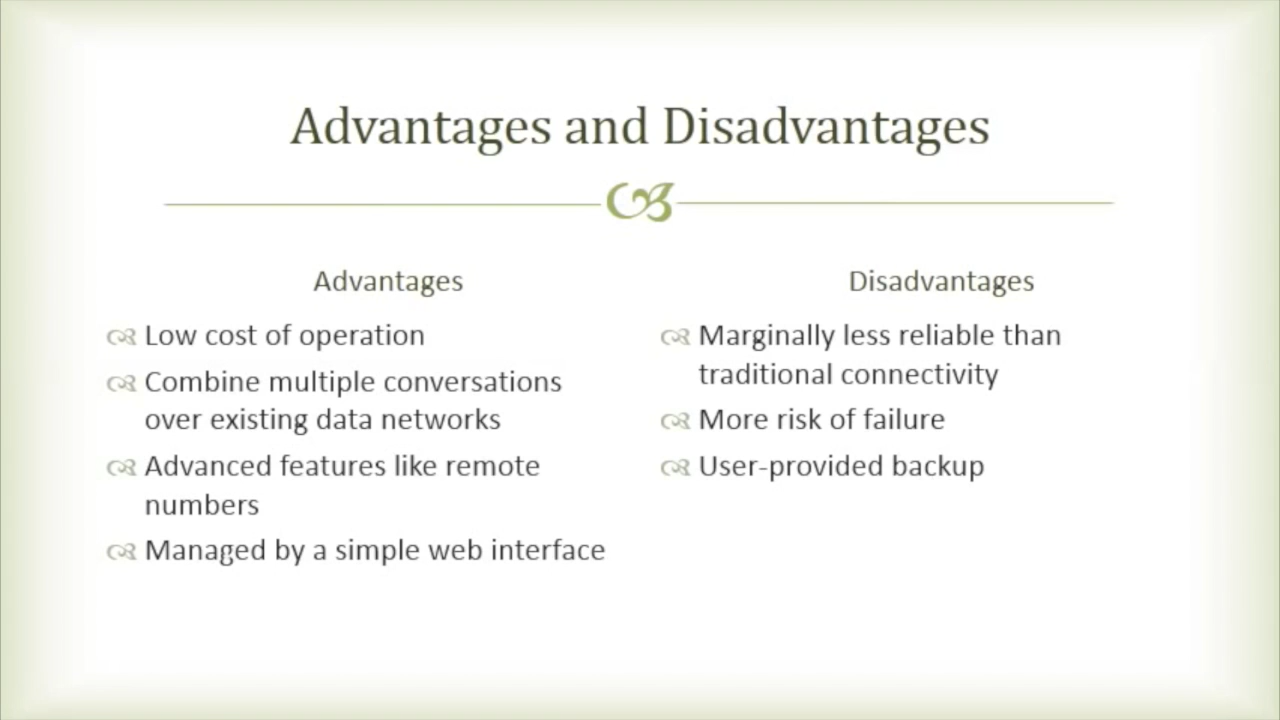 Advantages and Disadvantages
Advantages
Low cost of operation
Combine multiple conversations
over existing data networks
Advanced features like remote
numbers
Managed by a simple web interface
Disadvantages
Marginally less reliable than
traditional connectivity
More risk of failure
User-provided backup